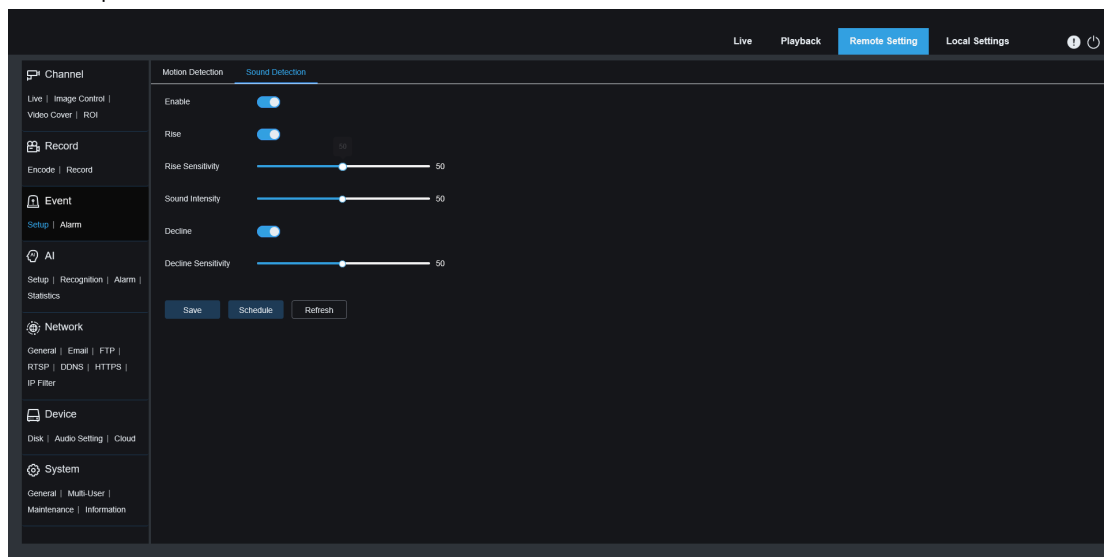 Live Playback Remote Setting Local Settings
Channel
Live | Image Control |
Video Cover | ROI
Record
Encode | Record
Event
Setup | Alarm
AI
Setup | Recognition | Alarm |
Statistics
Network
General | Email | FTP |
RTSP | DDNS | HTTPS |
IP Filter
Device
Disk | Audio Setting | Cloud
System
General | Multi-User |
Maintenance | Information
Motion Detection Sound Detection
Enable
Rise
50
Rise Sensitivity 50
Sound Intensity 50
Decline
Decline Sensitivity 50
Save Schedule Refresh